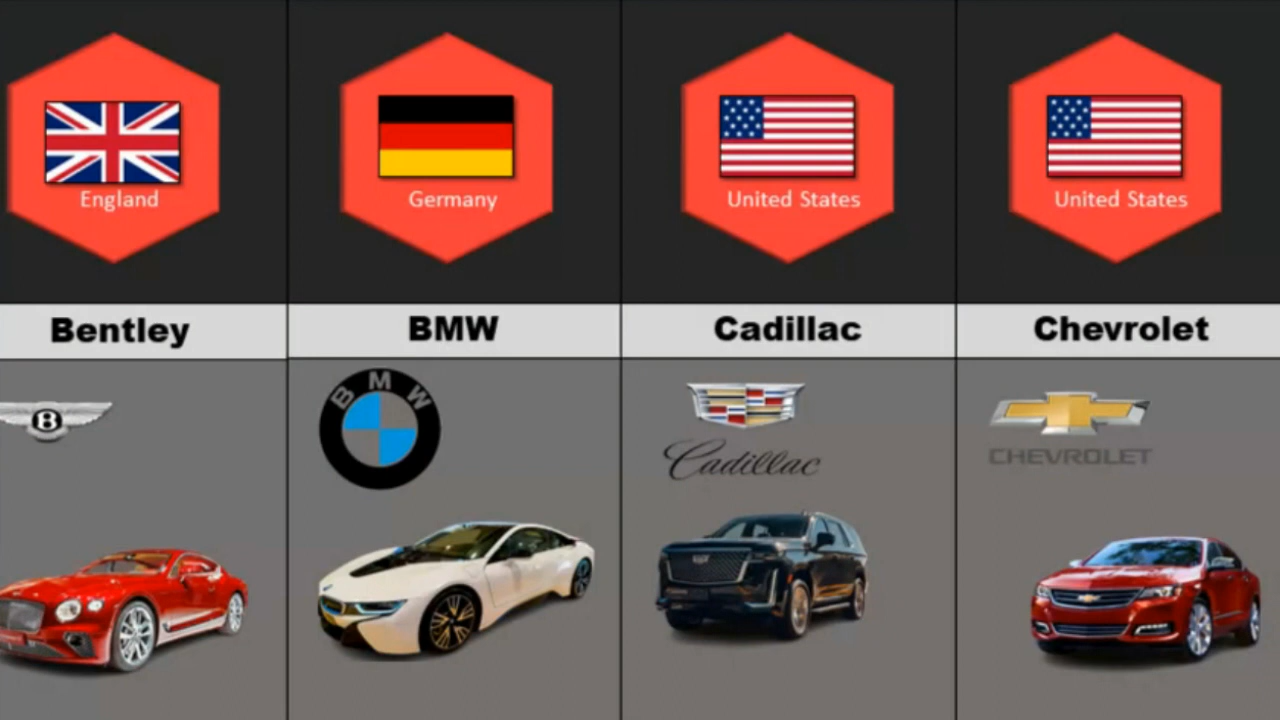 England
Germany
United States
United States
Bentley
BMW
Cadillac
Chevrolet
B
BMW
Cadillac
CHEVROLET